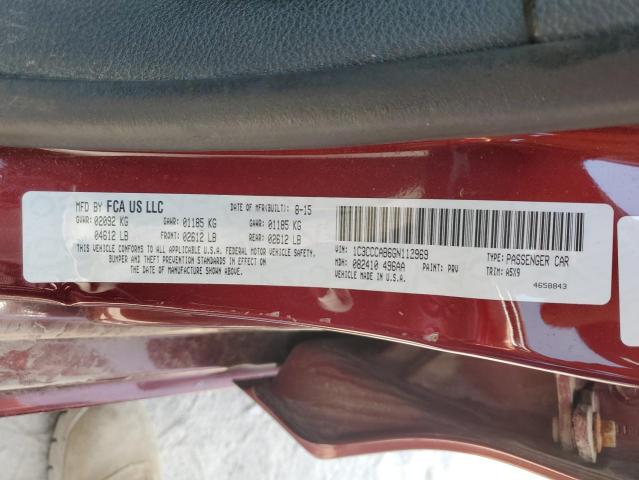 MFD BY FCA US LLC DATE OF MFR(BUILT): 8-15
GVWR: 02092 KG GAWR: 01185 KG GAWR: 01185 KG
04612 LB FRONT: 02612 LB REAR: 02612 LB
THIS VEHICLE CONFORMS TO ALL APPLICABLE U.S.A. FEDERAL MOTOR VEHICLE SAFETY,
BUMPER AND THEFT PREVENTION STANDARDS IN EFFECT ON
THE DATE OF MANUFACTURE SHOWN ABOVE.
VIN: 1C3CCCAB6GN112969 TYPE: PASSENGER CAR
MDH: 082410 496AA PAINT: PRV TRIM: A5X9
VEHICLE MADE IN U.S.A. 4658843